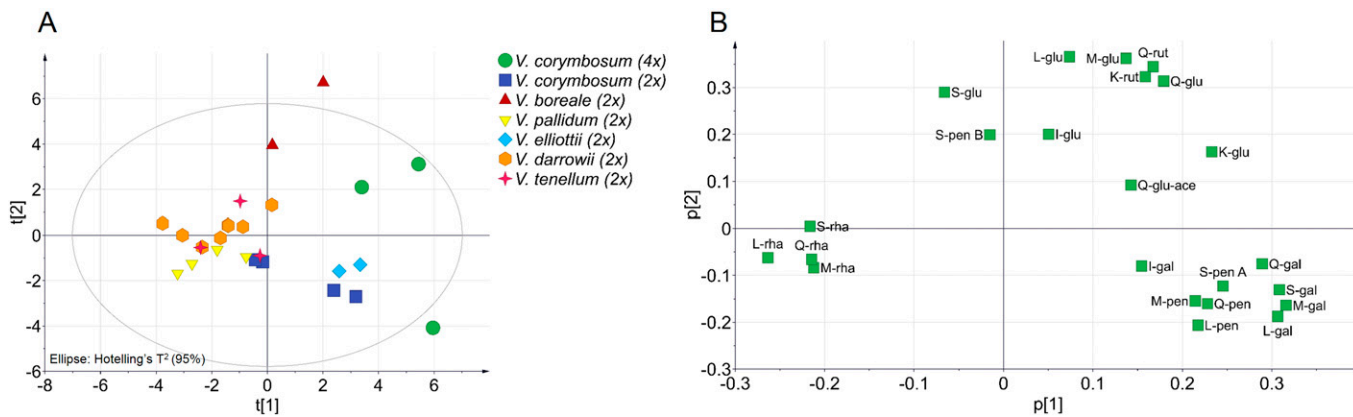 A
t[2]
6
4
2
0
-2
-4
-6
-8
-6
-4
-2
0
2
4
6
8
t[1]
Ellipse: Hotelling's T² (95%)
V. corymbosum (4x)
V. corymbosum (2x)
V. boreale (2x)
V. pallidum (2x)
V. elliottii (2x)
V. darrowii (2x)
V. tenellum (2x)
B
p[2]
0.3
0.2
0.1
0
-0.1
-0.2
-0.3
-0.3
-0.2
-0.1
0
0.1
0.2
0.3
p[1]
L-glu
M-glu
Q-rut
K-rut
Q-glu
S-glu
S-pen B
I-glu
K-glu
Q-glu-ace
S-rha
L-rha
Q-rha
M-rha
I-gal
Q-gal
S-pen A
S-gal
M-pen
Q-pen
M-gal
L-pen
L-gal